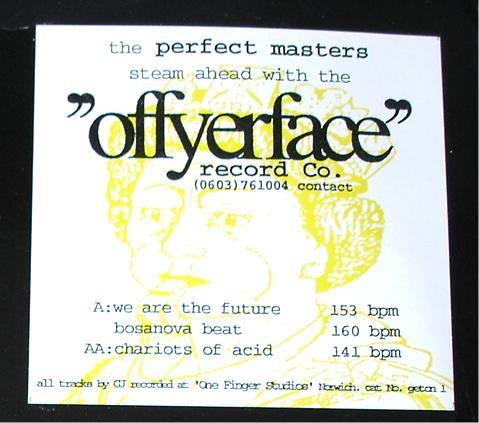 the perfect masters
steam ahead with the
"offyerface"
record Co.
(0603)761004 contact
A:we are the future 153 bpm
bosanova beat 160 bpm
AA:chariots of acid 141 bpm
all tracks by CJ recorded at 'One Finger Studios' Norwich. cat No. geton 1